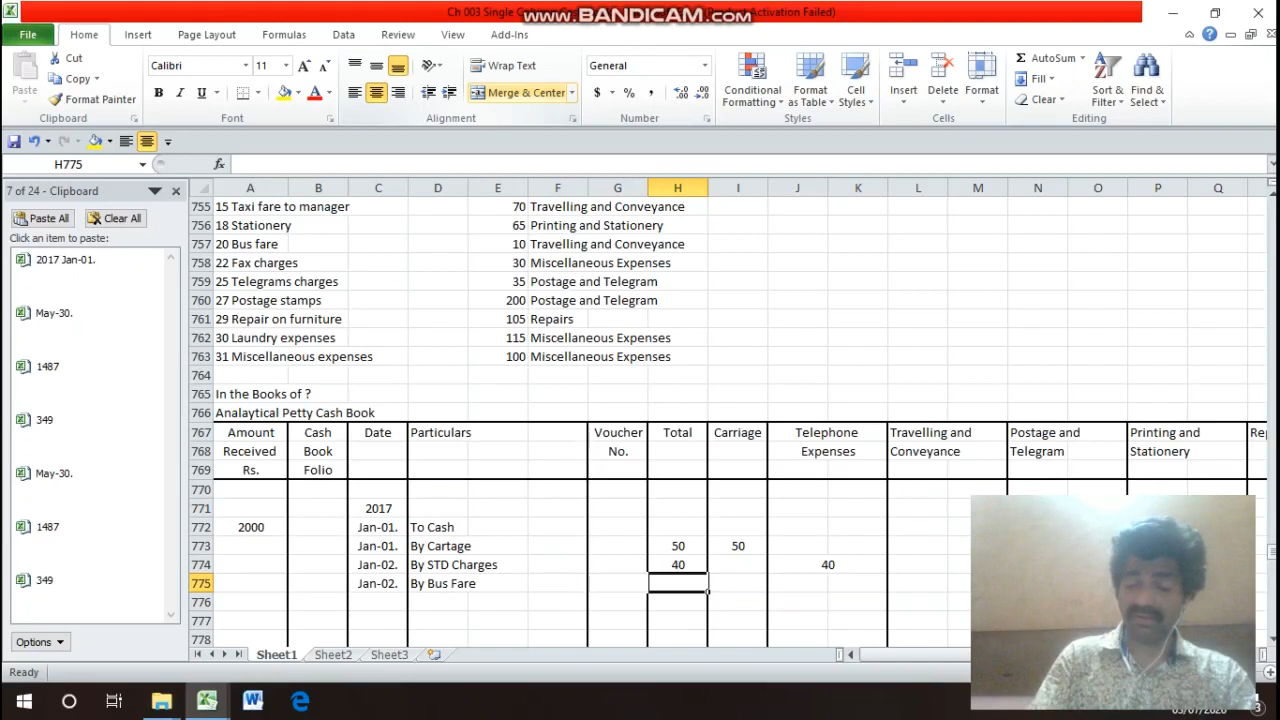 Ch 003 Single Column Ca
www.BANDICAM.com
(Product Activation Failed)
File Home Insert Page Layout Formulas Data Review View Add-Ins
Cut
Copy
Format Painter
Paste
Clipboard
Calibri 11
B I U
Font
Wrap Text
Merge & Center
Alignment
General
$ % ,
Number
Conditional Formatting
Format as Table
Cell Styles
Styles
Insert Delete Format
Cells
Σ AutoSum
Fill
Clear
Sort & Filter
Find & Select
Editing
H775
fx
7 of 24 - Clipboard
Paste All Clear All
Click an item to paste:
2017 Jan-01.
May-30.
1487
349
May-30.
1487
349
Options
A B C D E F G H I J K L M N O P Q
755 15 Taxi fare to manager 70 Travelling and Conveyance
756 18 Stationery 65 Printing and Stationery
757 20 Bus fare 10 Travelling and Conveyance
758 22 Fax charges 30 Miscellaneous Expenses
759 25 Telegrams charges 35 Postage and Telegram
760 27 Postage stamps 200 Postage and Telegram
761 29 Repair on furniture 105 Repairs
762 30 Laundry expenses 115 Miscellaneous Expenses
763 31 Miscellaneous expenses 100 Miscellaneous Expenses
764
765 In the Books of ?
766 Analaytical Petty Cash Book
767 Amount Cash Date Particulars Voucher Total Carriage Telephone Travelling and Postage and Printing and Rep
768 Received Book No. Expenses Conveyance Telegram Stationery
769 Rs. Folio
770
771 2017
772 2000 Jan-01. To Cash
773 Jan-01. By Cartage 50 50
774 Jan-02. By STD Charges 40 40
775 Jan-02. By Bus Fare
776
777
778
Sheet1 Sheet2 Sheet3
Ready